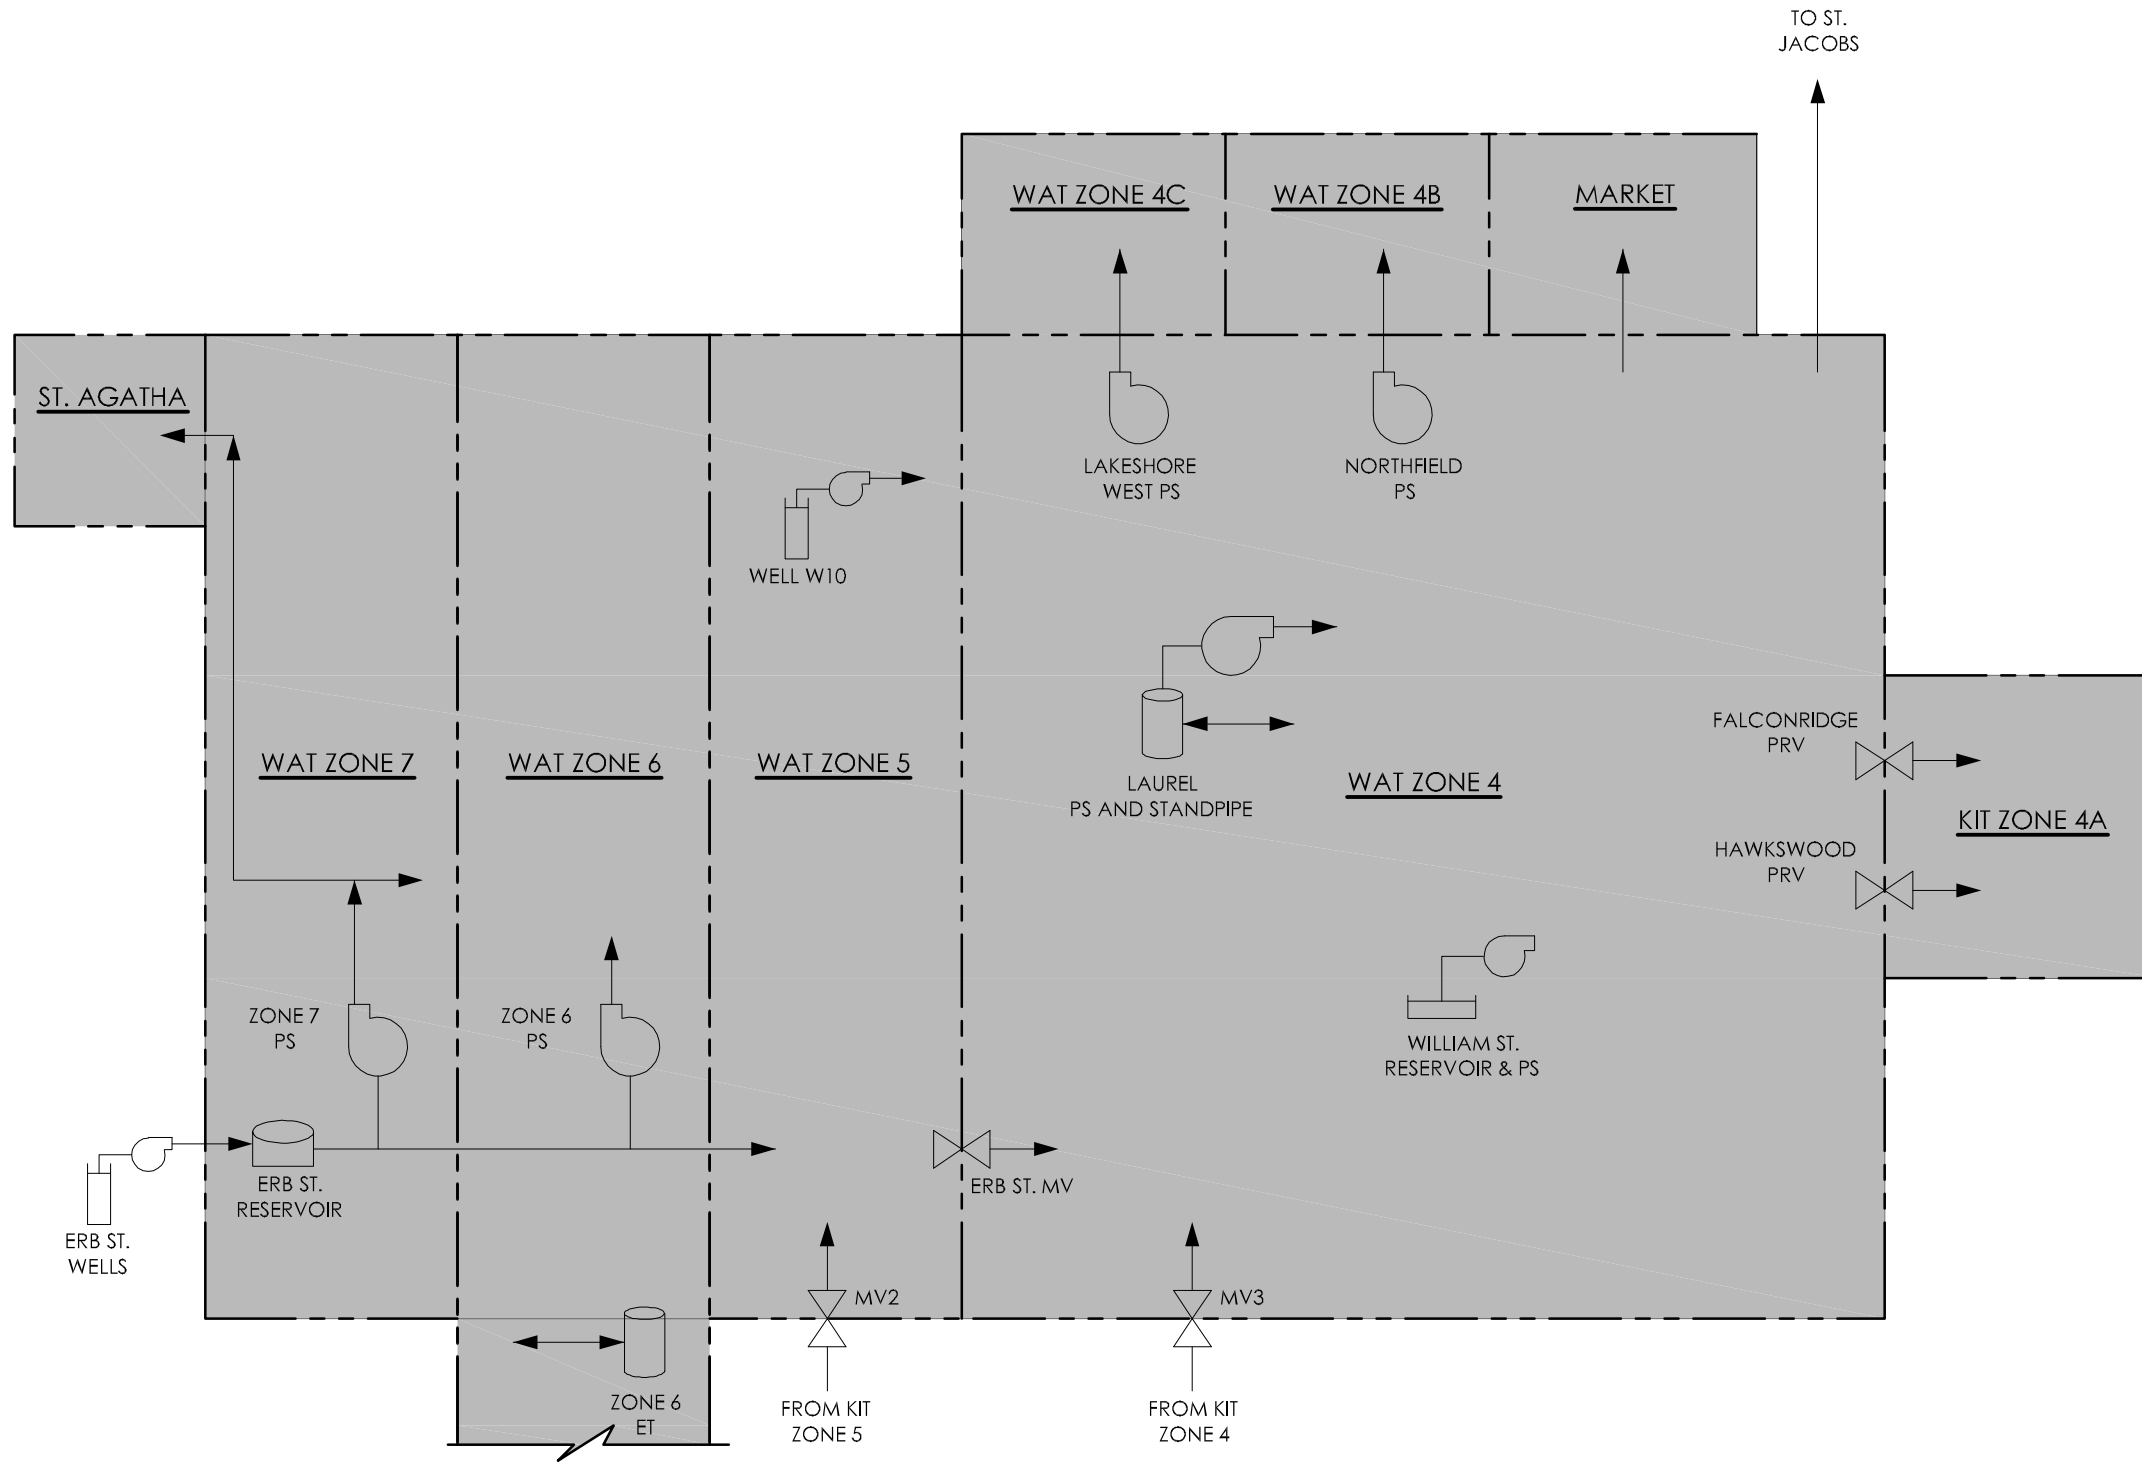 TO ST.
JACOBS
WAT ZONE 4C
WAT ZONE 4B
MARKET
ST. AGATHA
LAKESHORE
WEST PS
NORTHFIELD
PS
WELL W10
FALCONRIDGE
PRV
WAT ZONE 7
WAT ZONE 6
WAT ZONE 5
LAUREL
PS AND STANDPIPE
WAT ZONE 4
KIT ZONE 4A
HAWKSWOOD
PRV
ZONE 7
PS
ZONE 6
PS
WILLIAM ST.
RESERVOIR & PS
ERB ST.
RESERVOIR
ERB ST. MV
ERB ST.
WELLS
MV2
MV3
ZONE 6
ET
FROM KIT
ZONE 5
FROM KIT
ZONE 4